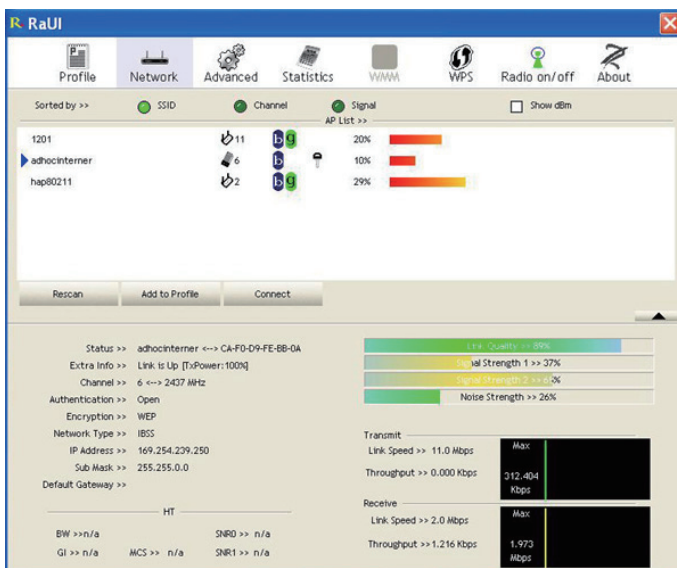 RaUI
Profile Network Advanced Statistics WMM WPS Radio on/off About
Sorted by >> SSID Channel Signal Show dBm
AP List >>
1201 11 b g 20%
adhocinterner 6 b 10%
hap80211 2 b g 29%
Rescan Add to Profile Connect
Status >> adhocinterner <--> CA-F0-D9-FE-BB-0A
Extra Info >> Link is Up [TxPower:100%]
Channel >> 6 <--> 2437 MHz
Authentication >> Open
Encryption >> WEP
Network Type >> IBSS
IP Address >> 169.254.239.250
Sub Mask >> 255.255.0.0
Default Gateway >>
HT
BW >>n/a SNR0 >> n/a
GI >> n/a MCS >> n/a SNR1 >> n/a
Link Quality >> 89%
Signal Strength 1 >> 37%
Signal Strength 2 >>
Noise Strength >> 26%
Transmit
Link Speed >> 11.0 Mbps Max
Throughput >> 0.000 Kbps 312.404
Kbps
Receive
Link Speed >> 2.0 Mbps Max
Throughput >>1.216 Kbps 1.973
Mbps